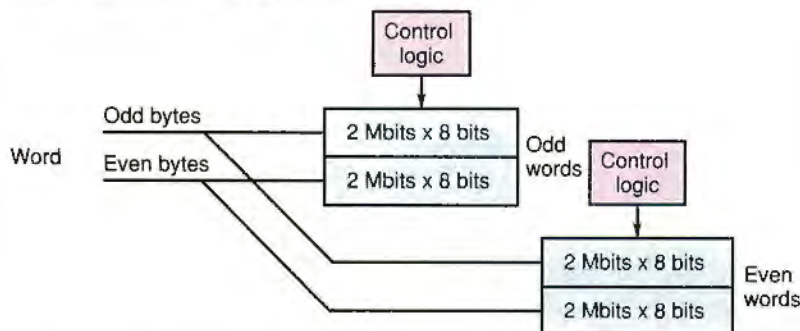 Control
logic
Odd bytes
Word
Even bytes
2 Mbits x 8 bits
2 Mbits x 8 bits
Odd
words
Control
logic
2 Mbits x 8 bits
2 Mbits x 8 bits
Even
words